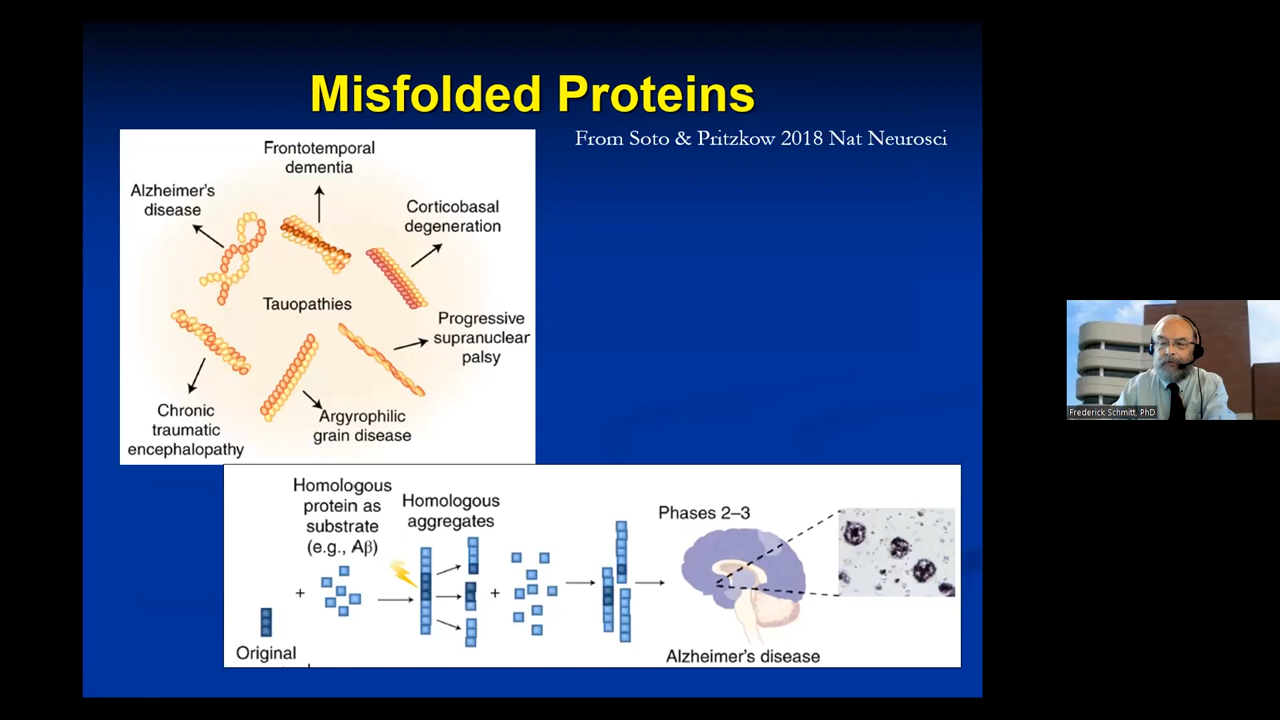 Misfolded Proteins
From Soto & Pritzkow 2018 Nat Neurosci
Frontotemporal
dementia
Alzheimer's
disease
Corticobasal
degeneration
Tauopathies
Progressive
supranuclear
palsy
Chronic
traumatic
encephalopathy
Argyrophilic
grain disease
Homologous
protein as
substrate
(e.g., Aβ)
Homologous
aggregates
Phases 2–3
+
+
Original
Alzheimer's disease
Frederick Schmitt, PhD